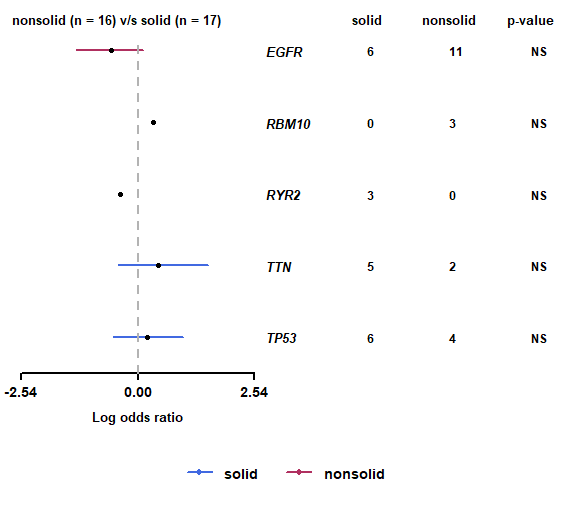 nonsolid (n = 16) v/s solid (n = 17) solid nonsolid p-value
EGFR 6 11 NS
RBM10 0 3 NS
RYR2 3 0 NS
TTN 5 2 NS
TP53 6 4 NS
-2.54 0.00 2.54
Log odds ratio
solid nonsolid